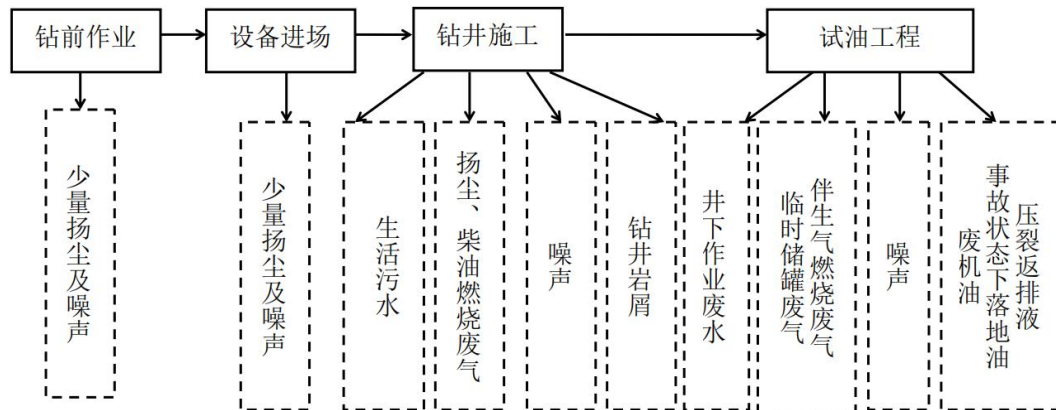 钻前作业
设备进场
钻井施工
试油工程
少量扬尘及噪声
少量扬尘及噪声
生活污水
扬尘、柴油燃烧废气
噪声
钻井岩屑
井下作业废水
伴生气燃烧废气
临时储罐废气
噪声
压裂返排液
事故状态下落地油
废机油